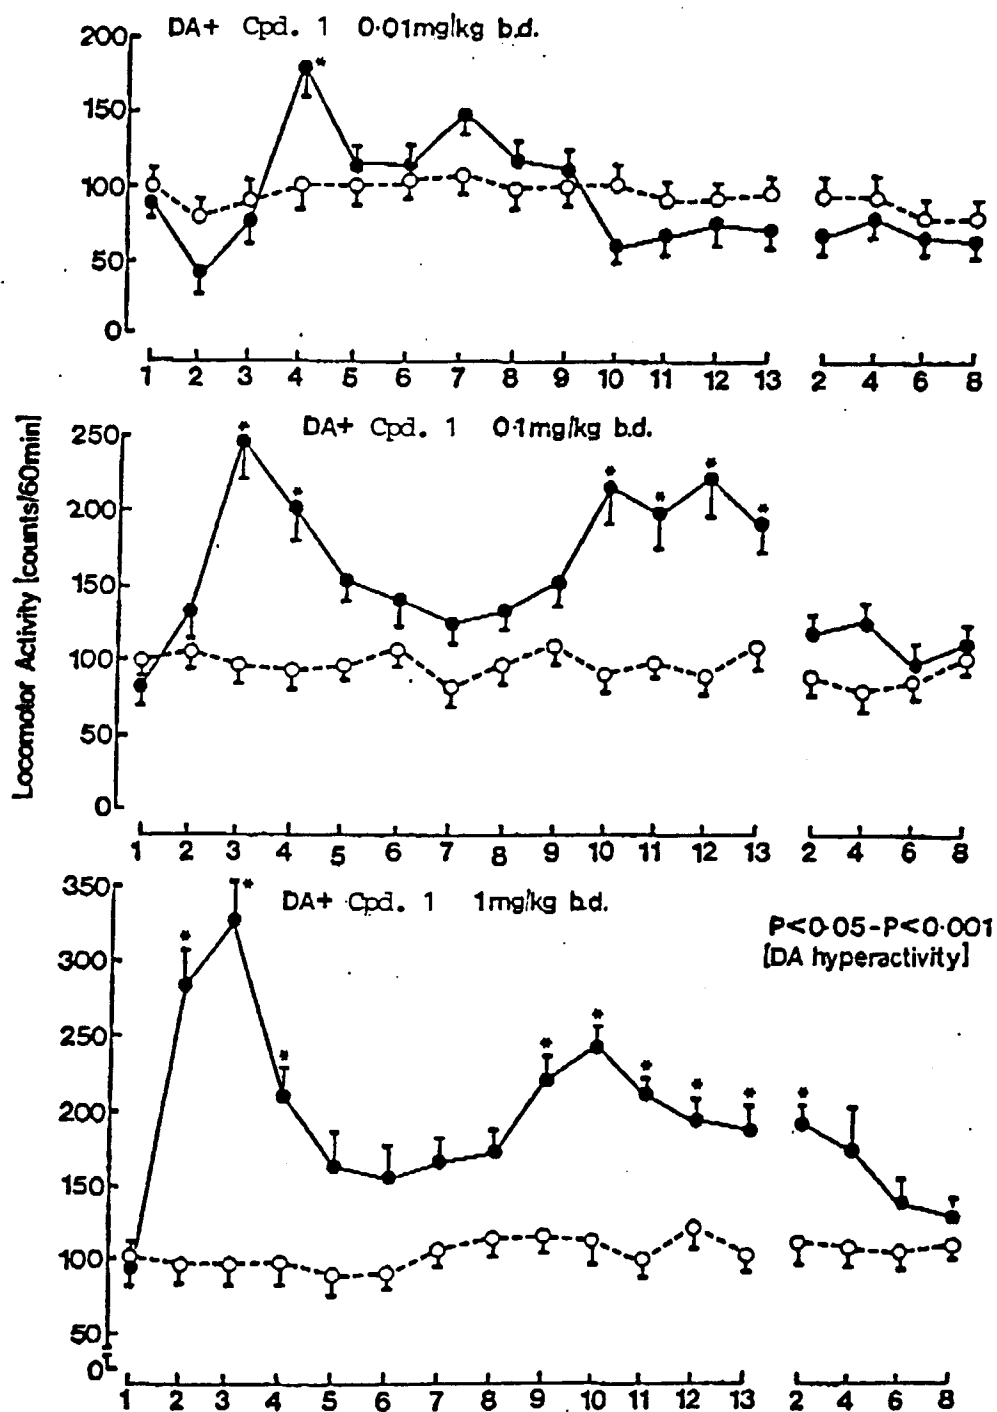 DA+ Cpd. 1 0·01mg/kg b.d.
200
150
100
50
0
1 2 3 4 5 6 7 8 9 10 11 12 13 2 4 6 8
Locomotor Activity [counts/60min]
DA+ Cpd. 1 0·1mg/kg b.d.
250
200
150
100
50
0
* * * * * *
1 2 3 4 5 6 7 8 9 10 11 12 13 2 4 6 8
DA+ Cpd. 1 1mg/kg b.d.
P<0·05-P<0·001
[DA hyperactivity]
350
300
250
200
150
100
50
0
1 2 3 4 5 6 7 8 9 10 11 12 13 2 4 6 8